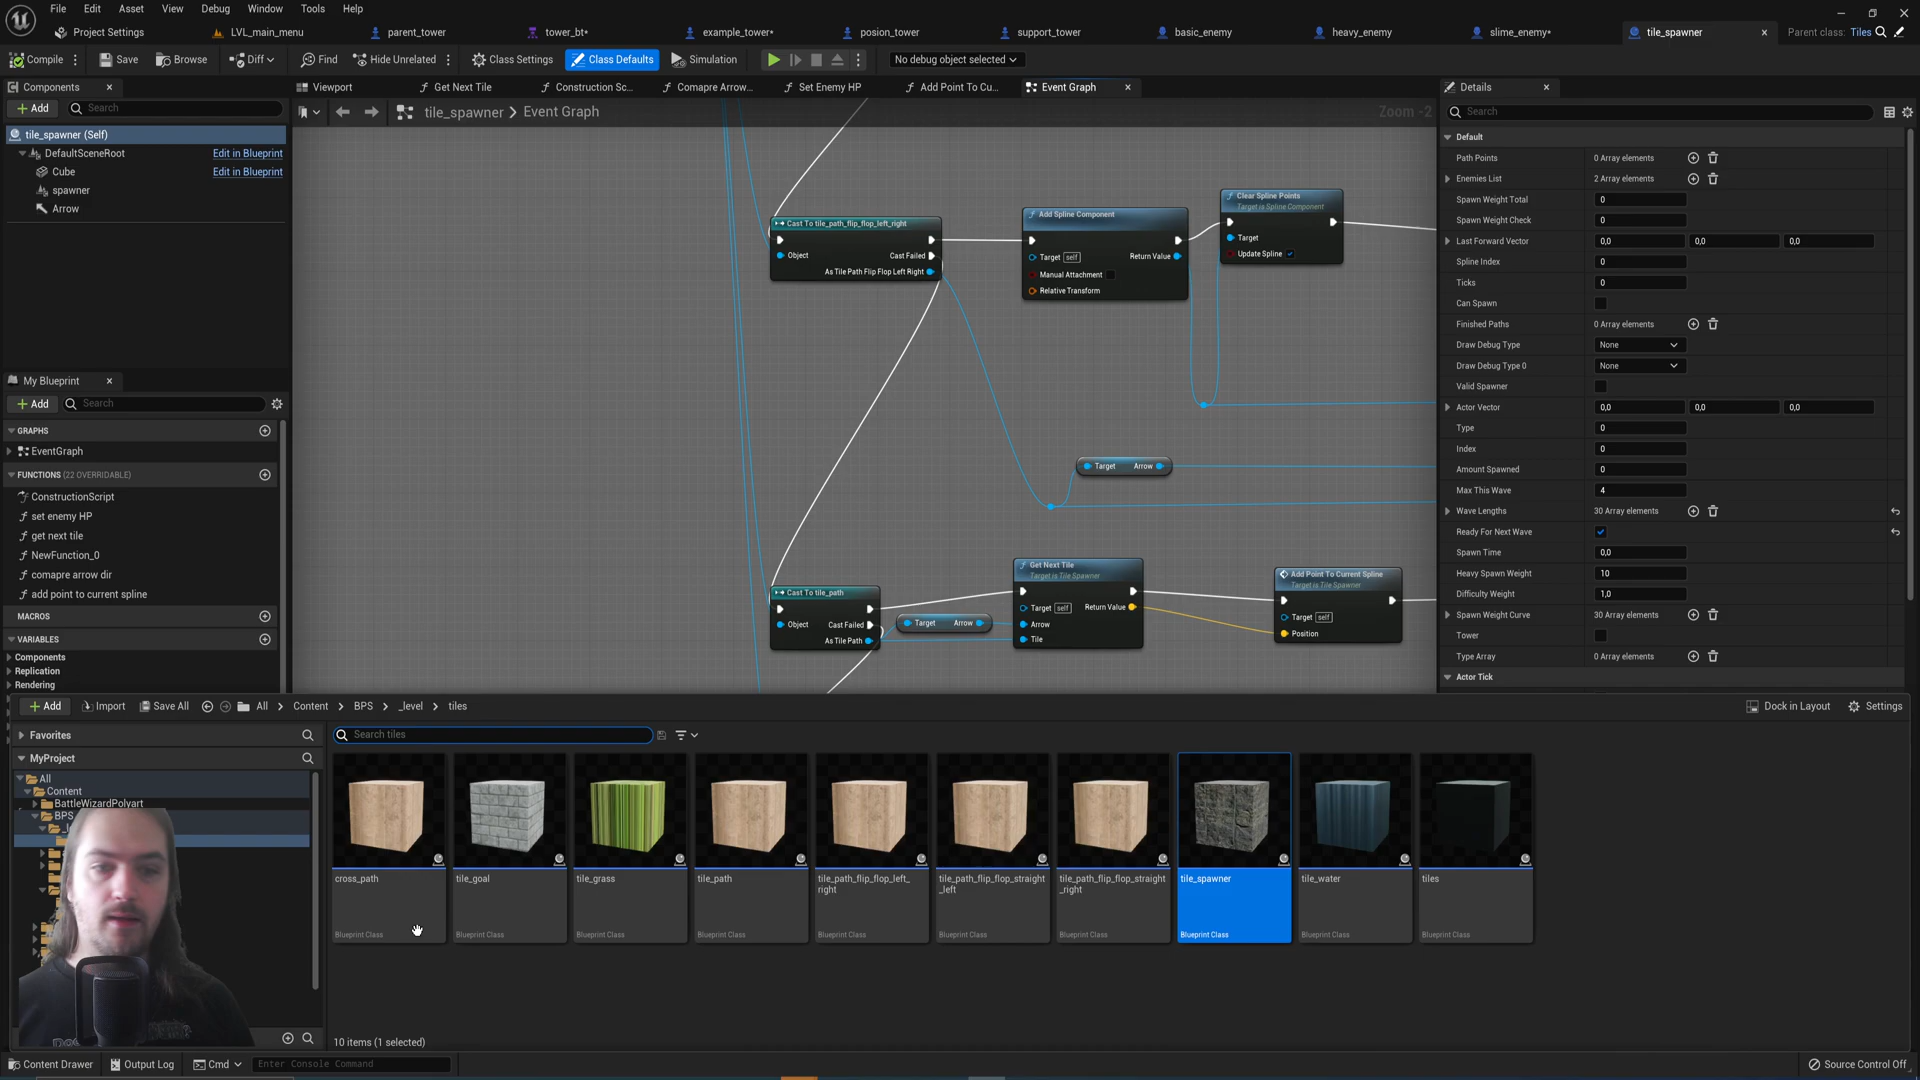 File Edit Asset View Debug Window Tools Help
Project Settings LVL_main_menu parent_tower tower_bt* example_tower* posion_tower support_tower basic_enemy heavy_enemy slime_enemy* tile_spawner Parent class: Tiles
Compile Save Browse Diff Find Hide Unrelated Class Settings Class Defaults Simulation No debug object selected
Components
Add Search
tile_spawner (Self)
DefaultSceneRoot Edit in Blueprint
Cube Edit in Blueprint
spawner
Arrow
My Blueprint
Add Search
GRAPHS
EventGraph
FUNCTIONS (22 OVERRIDABLE)
ConstructionScript
set enemy HP
get next tile
NewFunction_0
comapre arrow dir
add point to current spline
MACROS
VARIABLES
Components
Replication
Rendering
Viewport Get Next Tile Construction Sc... Comapre Arrow... Set Enemy HP Add Point To Cu... Event Graph
tile_spawner Event Graph
Zoom -2
Cast To tile_path_flip_flop_left_right
Object Cast Failed
As Tile Path Flip Flop Left Right
Add Spline Component
Target self Return Value
Manual Attachment
Relative Transform
Clear Spline Points
Target is Spline Component
Target
Update Spline
Target Arrow
Cast To tile_path
Object Cast Failed
As Tile Path
Target Arrow
Get Next Tile
Target is Tile Spawner
Target self Return Value
Arrow
Tile
Add Point To Current Spline
Target is Tile Spawner
Target self
Position
Details
Search
Default
Path Points 0 Array elements
Enemies List 2 Array elements
Spawn Weight Total 0
Spawn Weight Check 0
Last Forward Vector 0,0 0,0 0,0
Spline Index 0
Ticks 0
Can Spawn
Finished Paths 0 Array elements
Draw Debug Type None
Draw Debug Type 0 None
Valid Spawner
Actor Vector 0,0 0,0 0,0
Type 0
Index 0
Amount Spawned 0
Max This Wave 4
Wave Lengths 30 Array elements
Ready For Next Wave
Spawn Time 0,0
Heavy Spawn Weight 10
Difficulty Weight 1,0
Spawn Weight Curve 30 Array elements
Tower
Type Array 0 Array elements
Actor Tick
Add Import Save All All Content BPS _level tiles Dock in Layout Settings
Favorites
MyProject
All
Content
BattleWizardPolyart
BPS
Search tiles
cross_path
Blueprint Class
tile_goal
Blueprint Class
tile_grass
Blueprint Class
tile_path
Blueprint Class
tile_path_flip_flop_left_
right
Blueprint Class
tile_path_flip_flop_straight
_left
Blueprint Class
tile_path_flip_flop_straight
_right
Blueprint Class
tile_spawner
Blueprint Class
tile_water
Blueprint Class
tiles
Blueprint Class
10 items (1 selected)
Content Drawer Output Log Cmd Enter Console Command Source Control Off